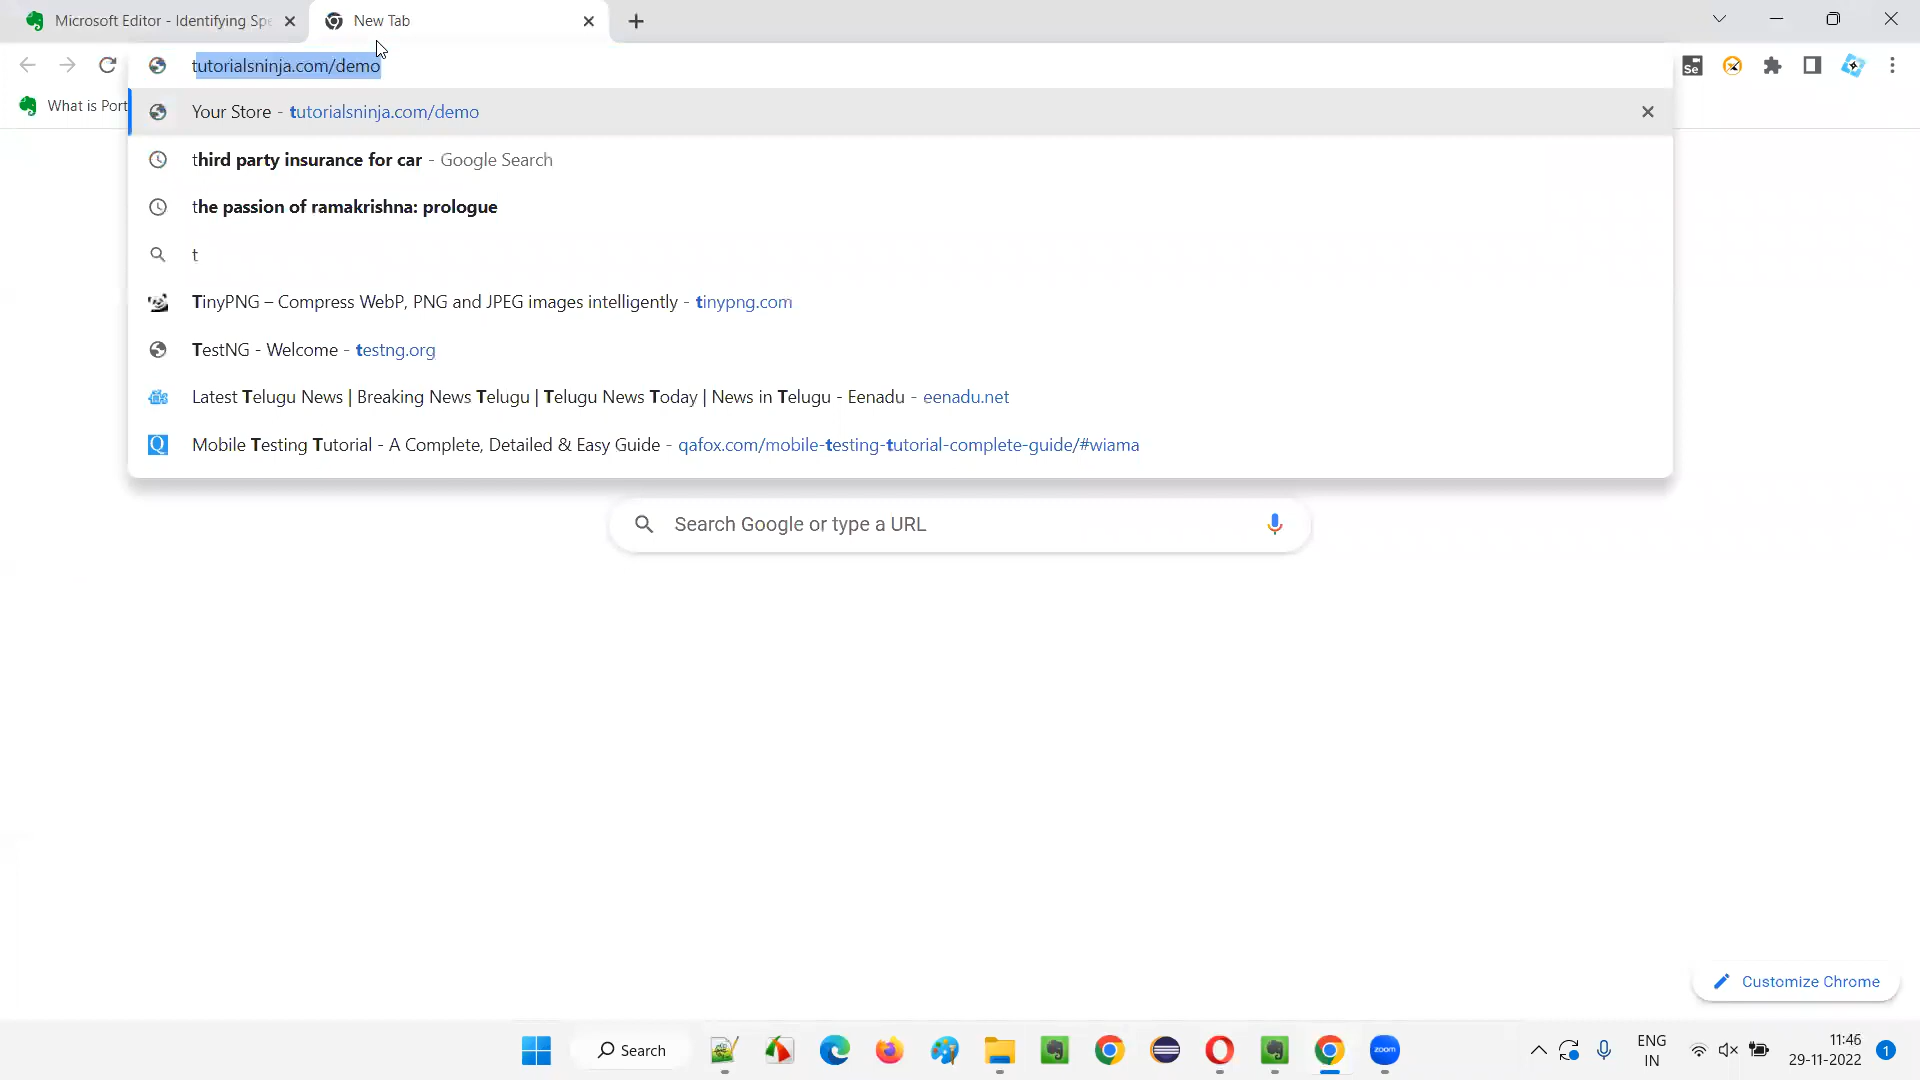 Microsoft Editor - Identifying Spe
New Tab
tutorialsninja.com/demo
What is Port
Your Store - tutorialsninja.com/demo
third party insurance for car - Google Search
the passion of ramakrishna: prologue
t
TinyPNG – Compress WebP, PNG and JPEG images intelligently - tinypng.com
TestNG - Welcome - testng.org
Latest Telugu News | Breaking News Telugu | Telugu News Today | News in Telugu - Eenadu - eenadu.net
Mobile Testing Tutorial - A Complete, Detailed & Easy Guide - qafox.com/mobile-testing-tutorial-complete-guide/#wiama
Search Google or type a URL
Customize Chrome
Search
zoom
ENG
IN
11:46
29-11-2022
1
Se
Q